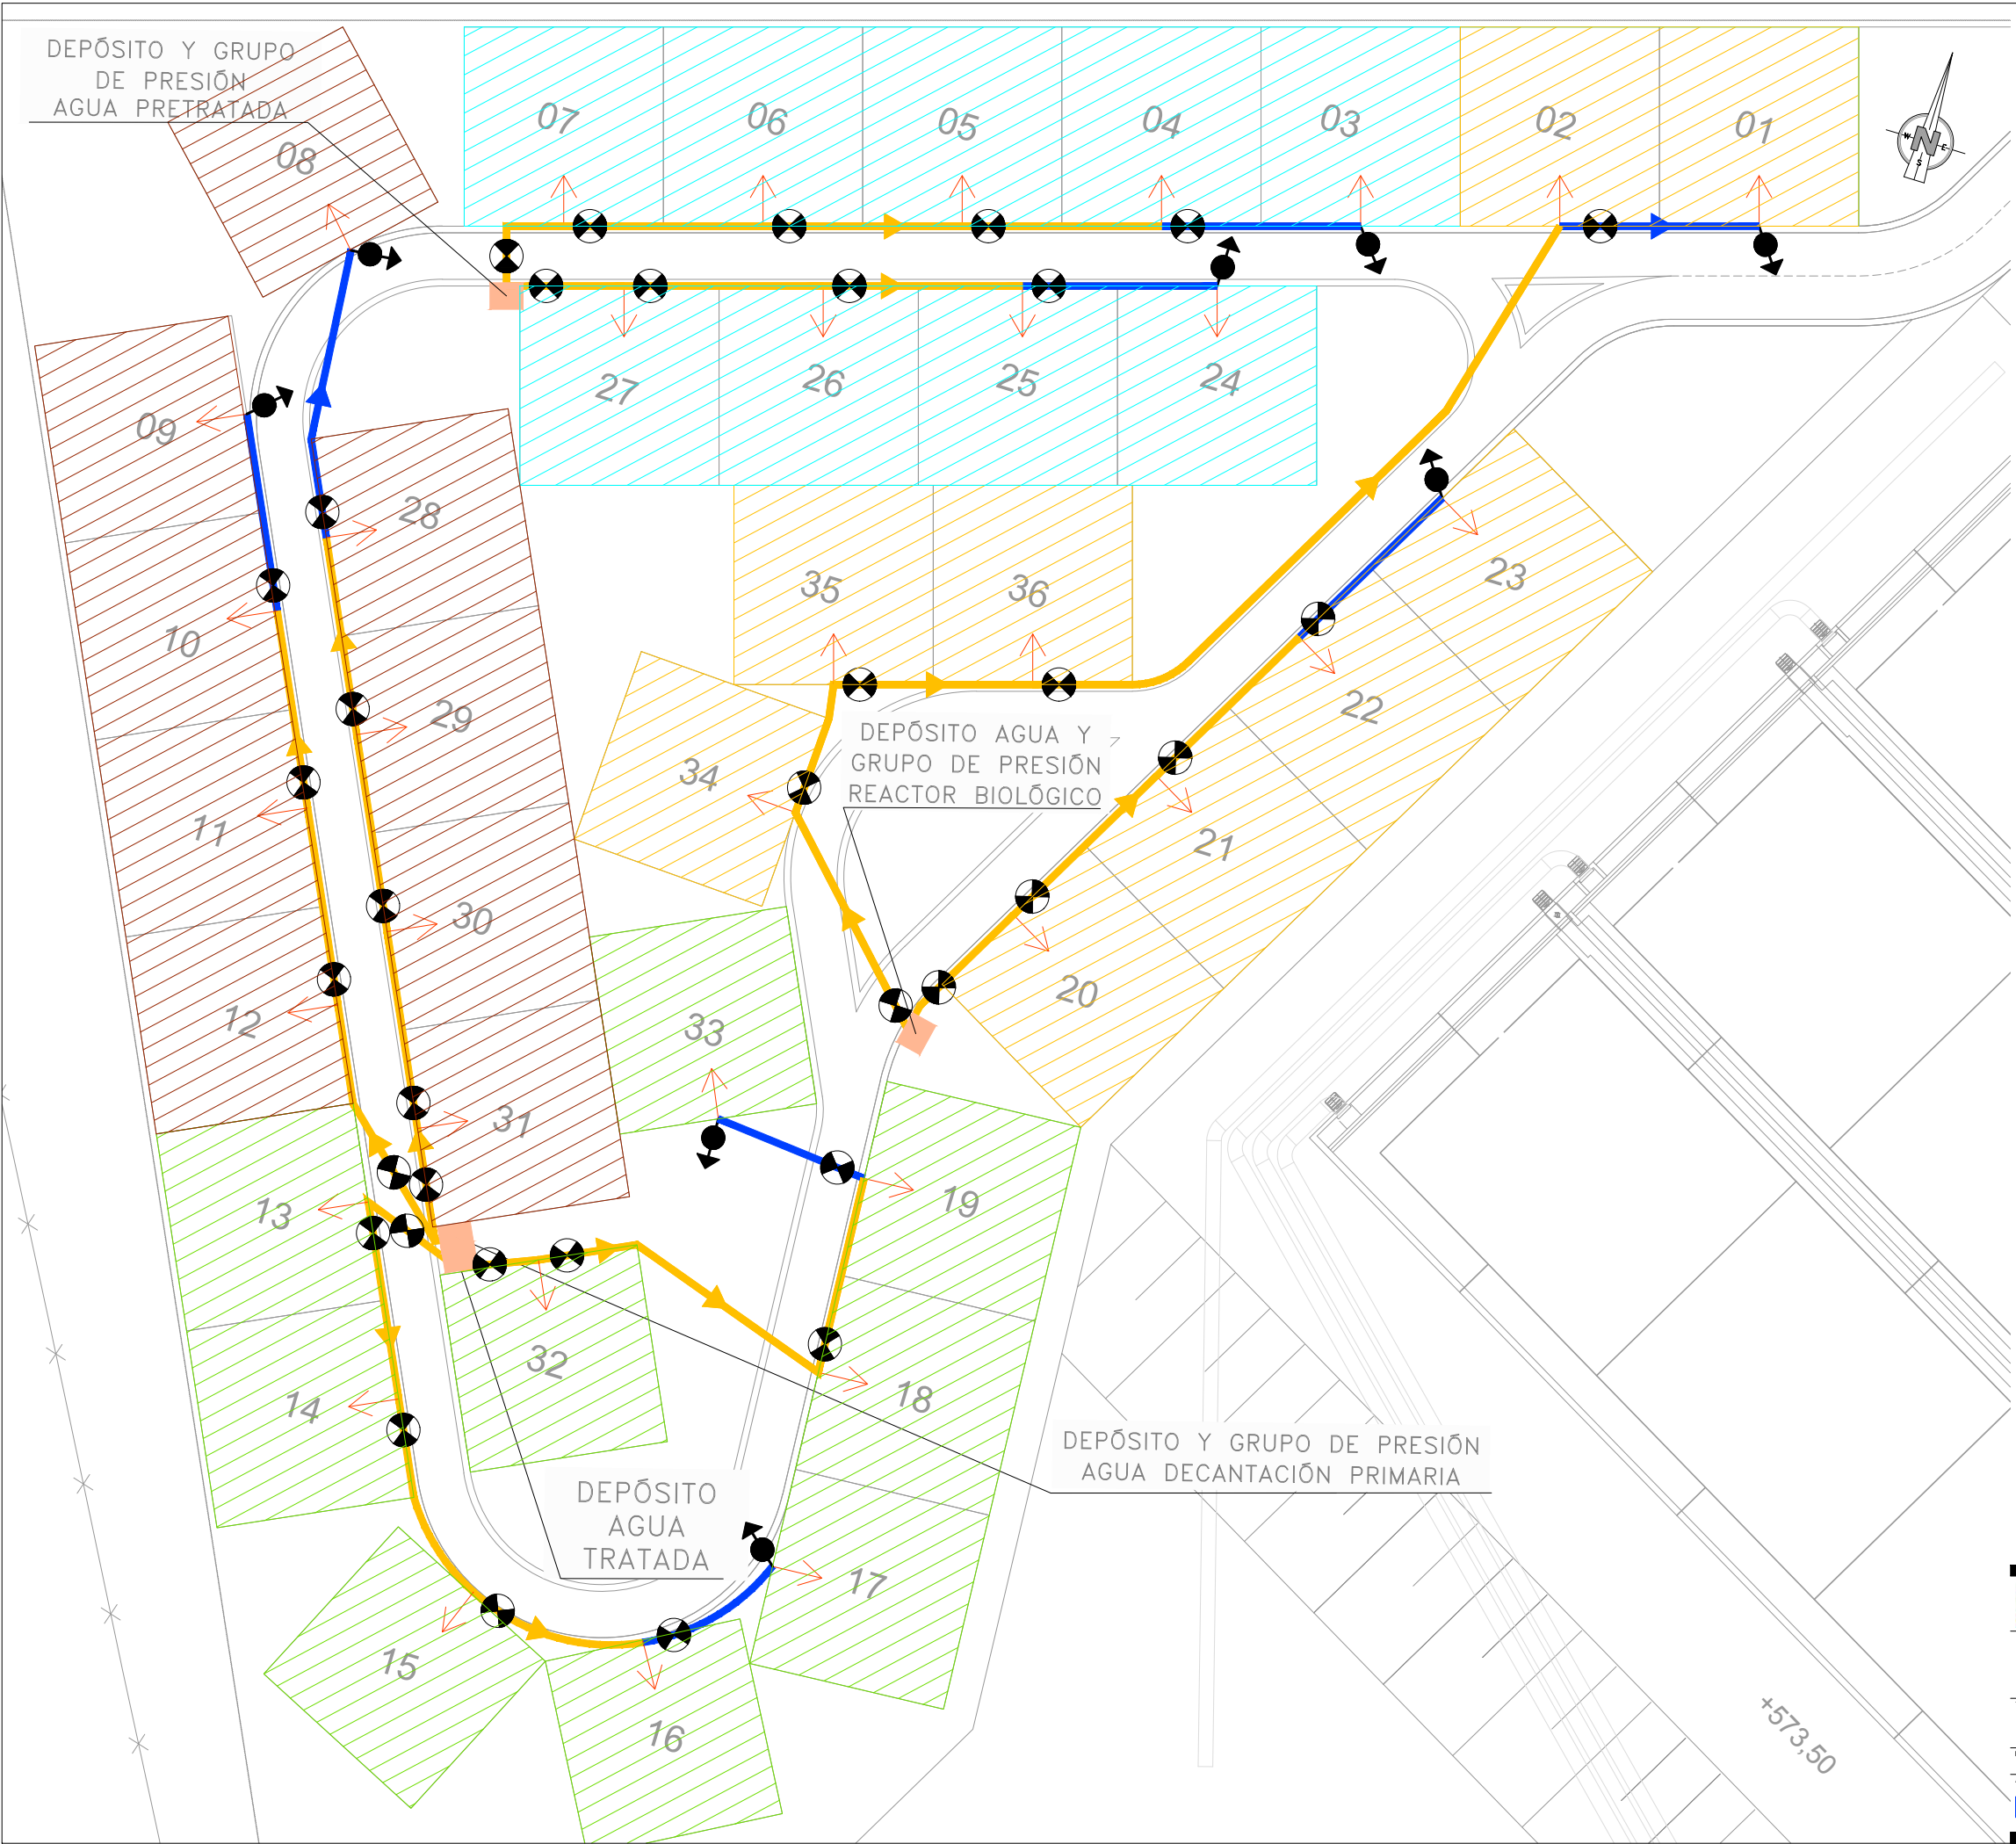 DEPÓSITO Y GRUPO
DE PRESIÓN
AGUA PRETRATADA
07
06
05
04
03
02
01
N
W
E
S
08
27
26
25
24
09
28
10
35
36
23
29
34
22
DEPÓSITO AGUA Y
GRUPO DE PRESIÓN
REACTOR BIOLÓGICO
11
21
30
12
33
20
31
13
19
32
14
18
DEPÓSITO Y GRUPO DE PRESIÓN
AGUA DECANTACIÓN PRIMARIA
DEPÓSITO
AGUA
TRATADA
17
15
16
+573,50